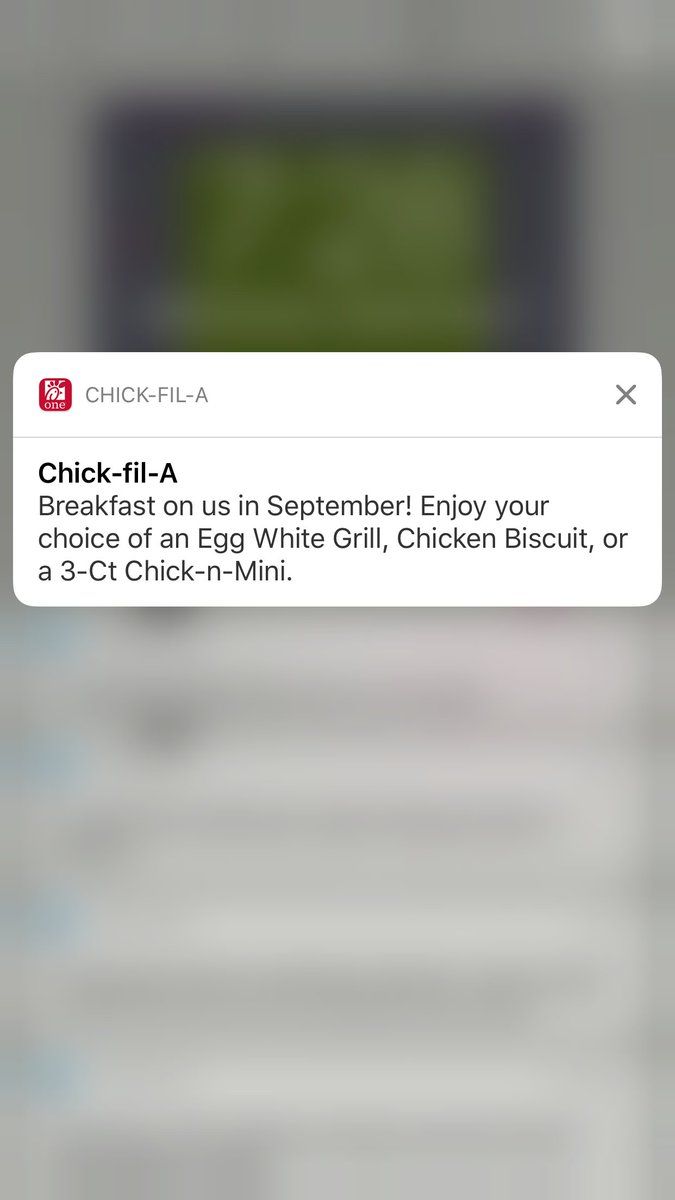 one
CHICK-FIL-A
Chick-fil-A
Breakfast on us in September! Enjoy your
choice of an Egg White Grill, Chicken Biscuit, or
a 3-Ct Chick-n-Mini.